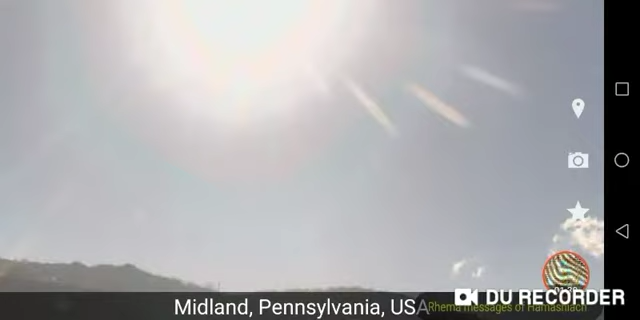 Midland, Pennsylvania, USA
Rhema messages of Hamashiach
DU RECORDER